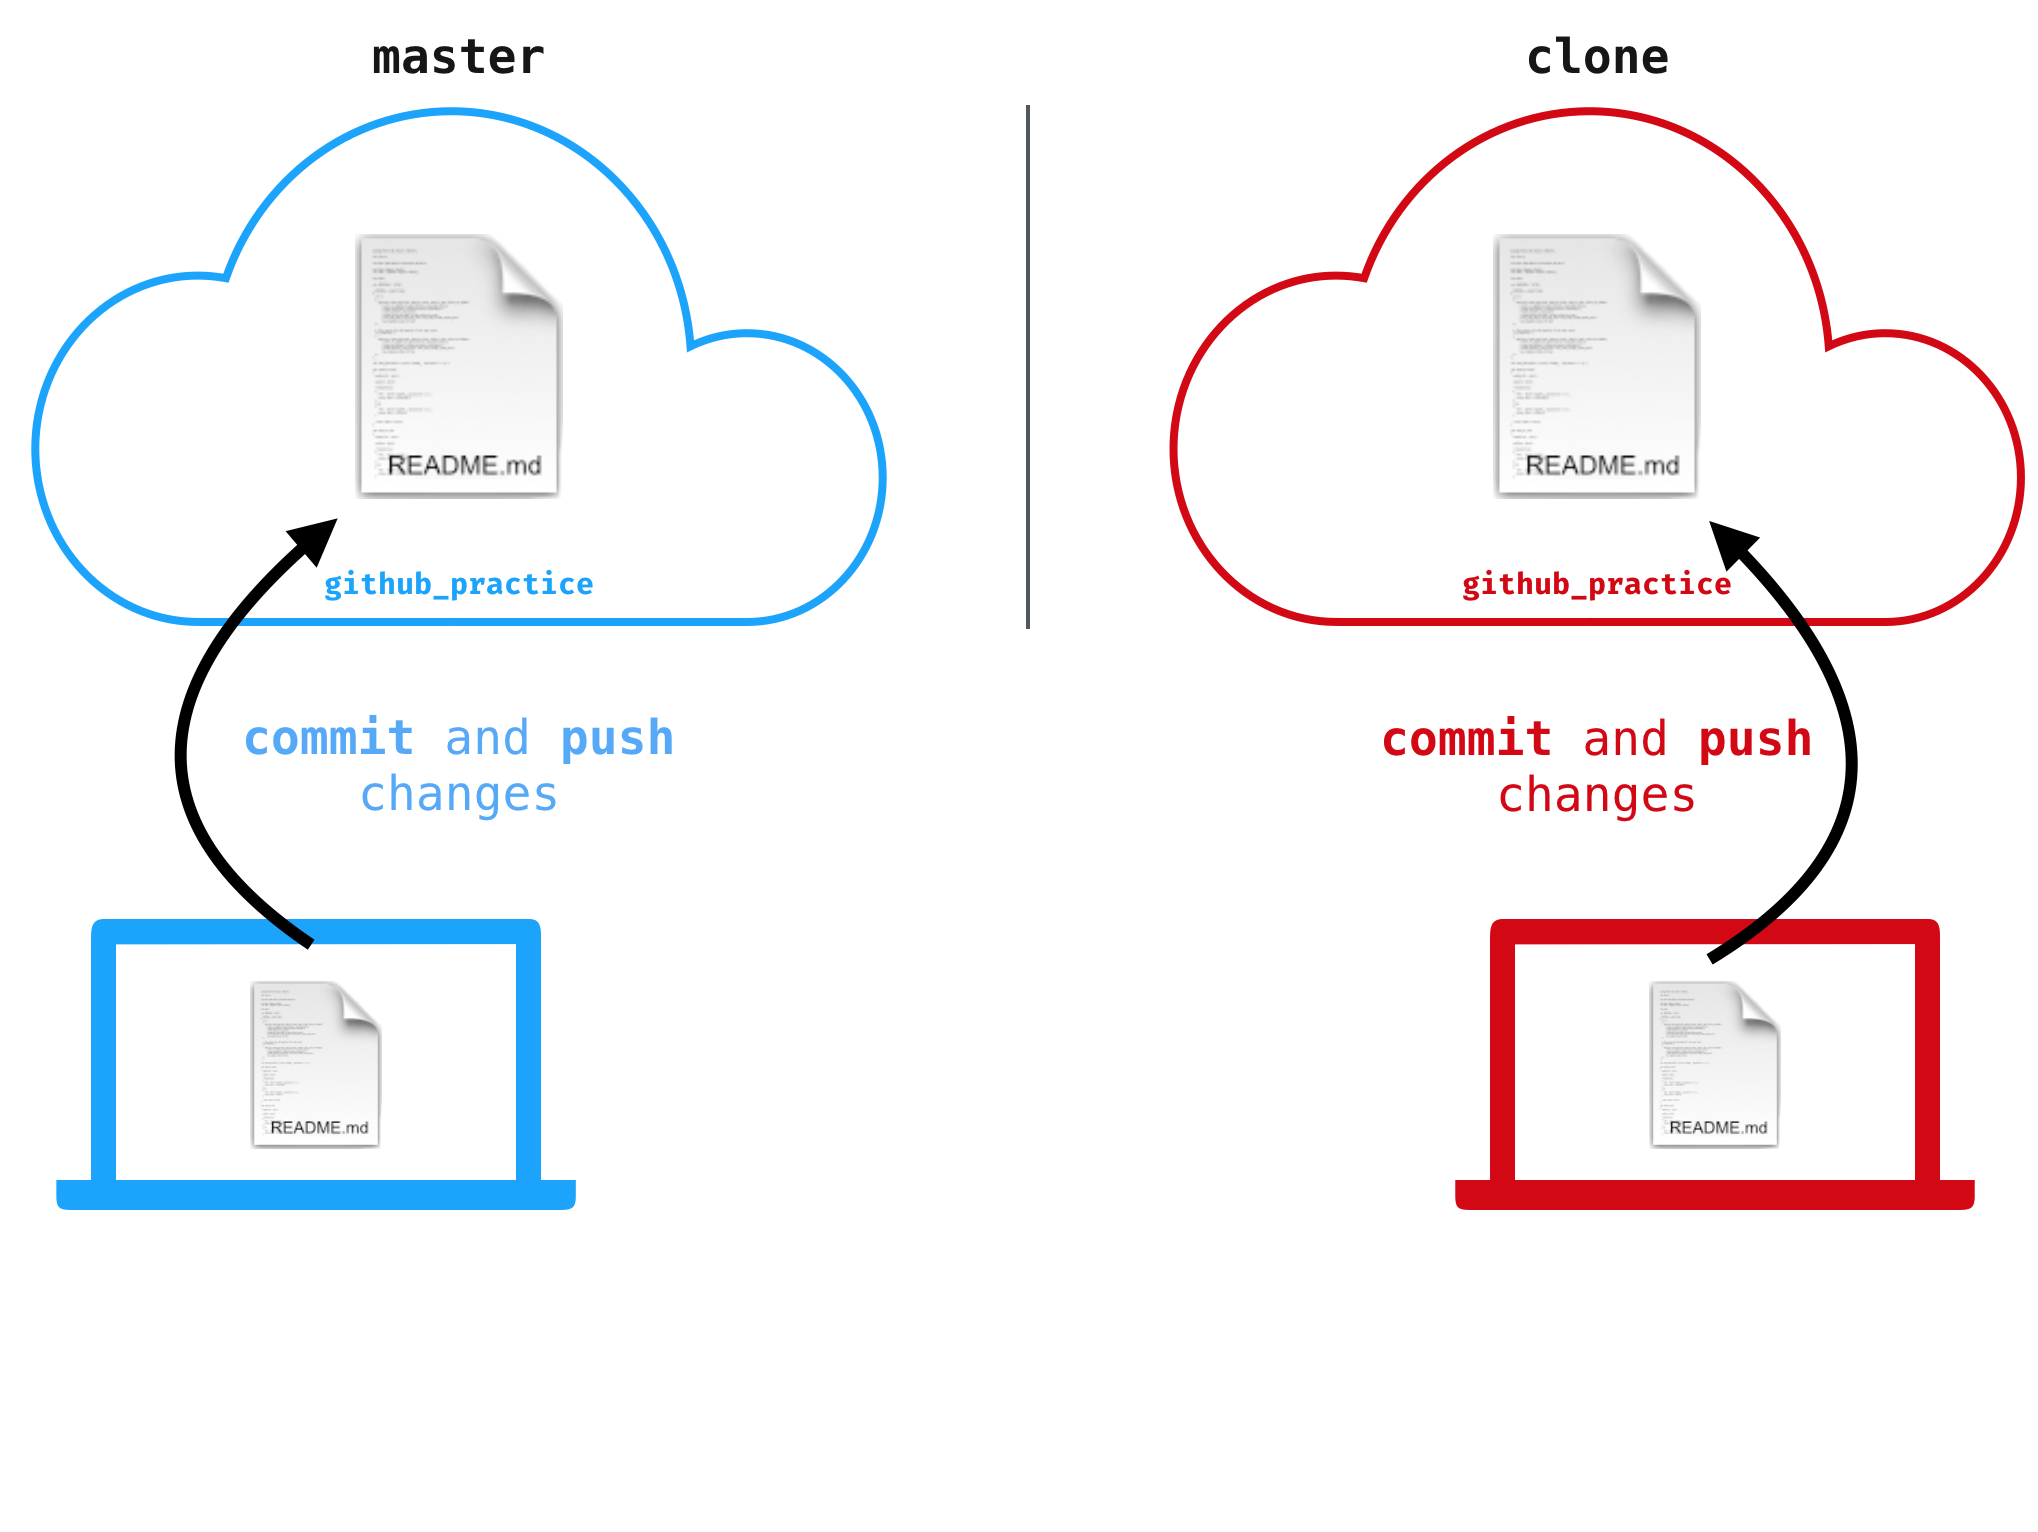 master
clone
README.md
README.md
github_practice
github_practice
commit and push
changes
commit and push
changes
README.md
README.md